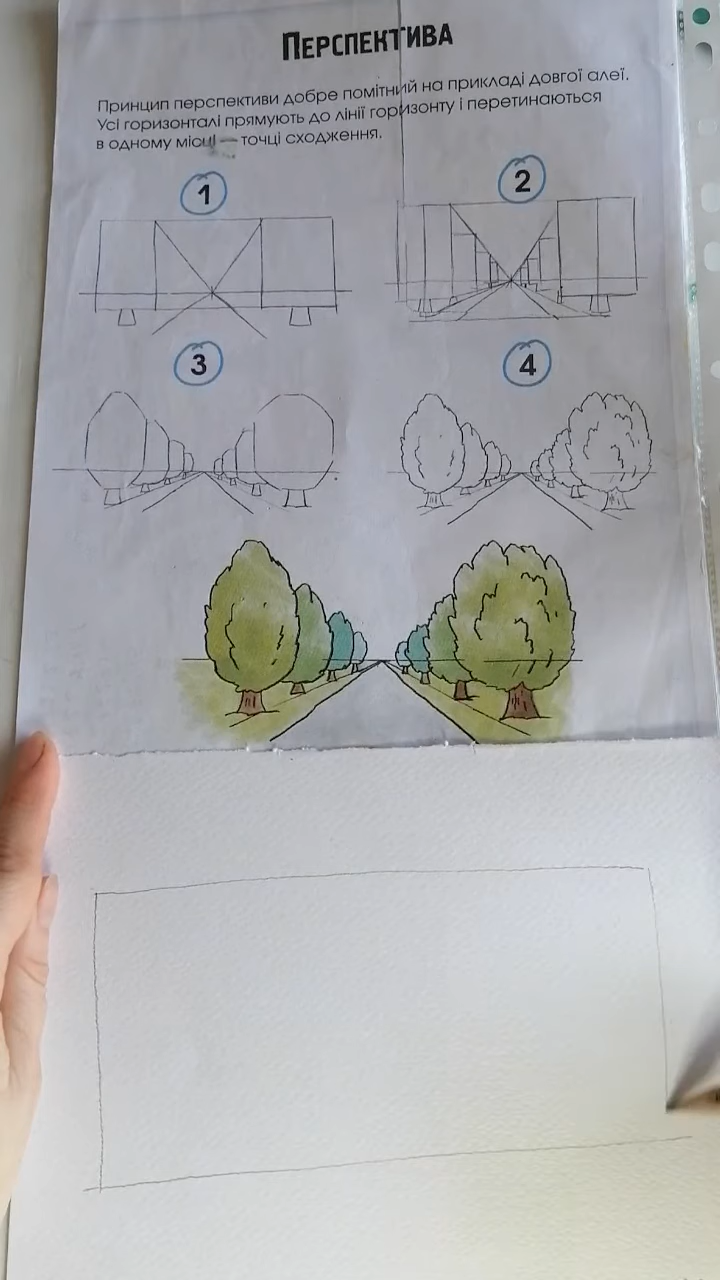 ПЕРСПЕКТИВА
Принцип перспективи добре помітний на прикладі довгої алеї.
Усі горизонталі прямують до лінії горизонту і перетинаються
в одному місці — точці сходження.
1
2
3
4